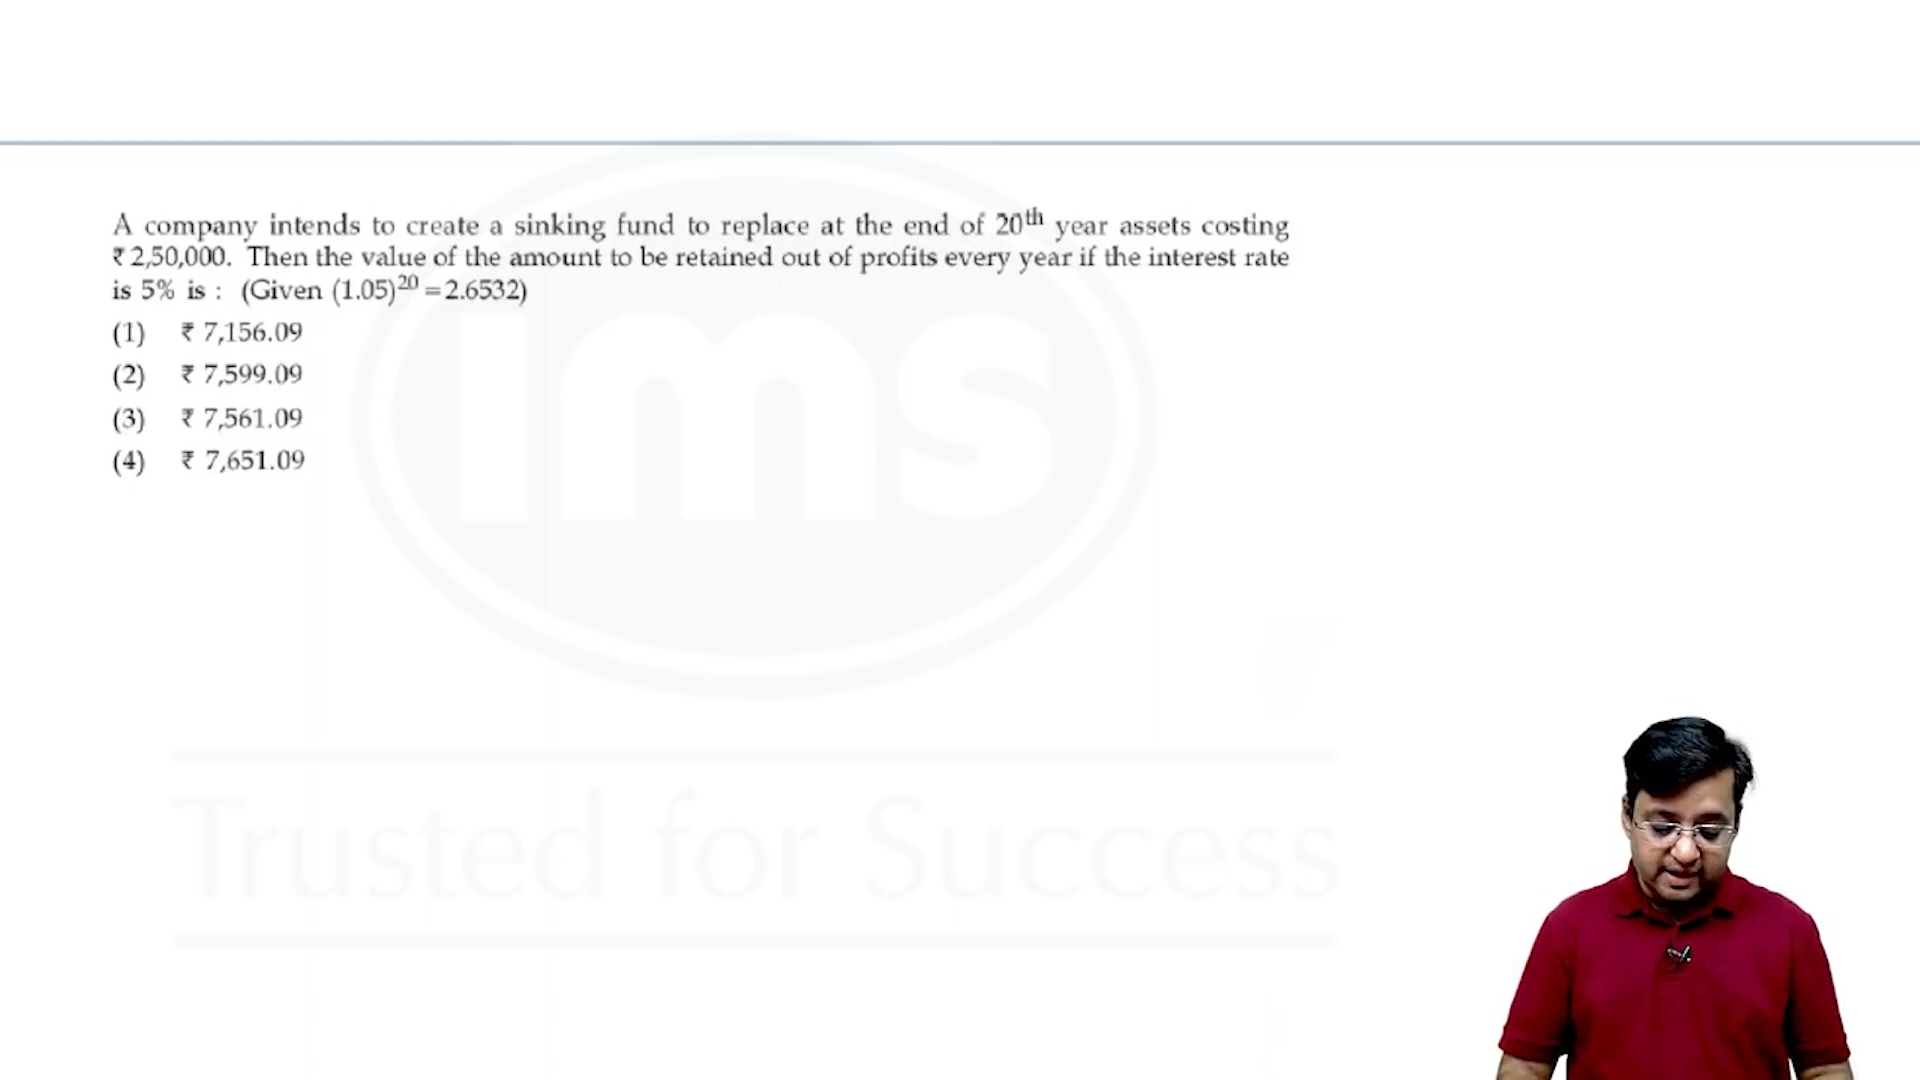 A company intends to create a sinking fund to replace at the end of 20th year assets costing
₹ 2,50,000. Then the value of the amount to be retained out of profits every year if the interest rate
is 5% is : (Given (1.05)²⁰ = 2.6532)
(1) ₹ 7,156.09
(2) ₹ 7,599.09
(3) ₹ 7,561.09
(4) ₹ 7,651.09
ims
Trusted for Success